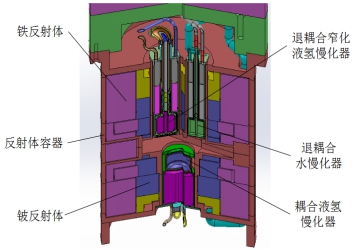 铁反射体
反射体容器
铍反射体
退耦合窄化
液氢慢化器
退耦合
水慢化器
耦合液氢
慢化器